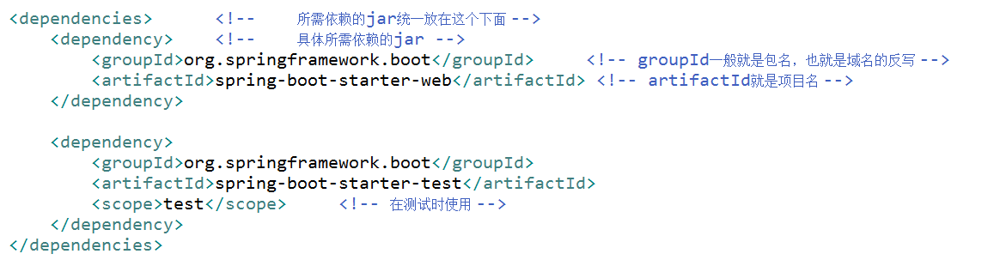 <dependencies>      <!--    所需依赖的jar统一放在这个下面 -->
    <dependency>    <!--    具体所需依赖的jar -->
        <groupId>org.springframework.boot</groupId>     <!-- groupId一般就是包名，也就是域名的反写 -->
        <artifactId>spring-boot-starter-web</artifactId> <!-- artifactId就是项目名 -->
    </dependency>

    <dependency>
        <groupId>org.springframework.boot</groupId>
        <artifactId>spring-boot-starter-test</artifactId>
        <scope>test</scope>     <!-- 在测试时使用 -->
    </dependency>
</dependencies>